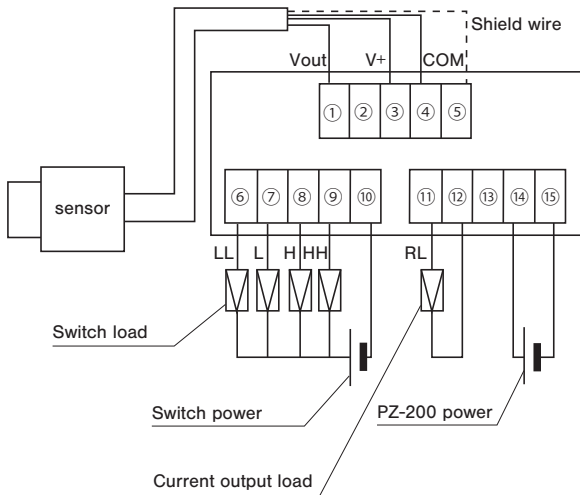 Shield wire
Vout V+ COM
① ② ③ ④ ⑤
sensor
⑥ ⑦ ⑧ ⑨ ⑩ ⑪ ⑫ ⑬ ⑭ ⑮
LL L H HH RL
Switch load
Switch power
PZ-200 power
Current output load